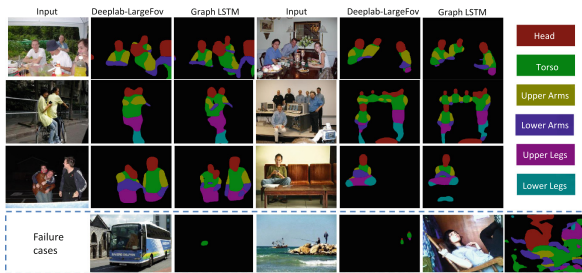 Input Deeplab-LargeFov Graph LSTM Input Deeplab-LargeFov Graph LSTM
Head
Torso
Upper Arms
Lower Arms
Upper Legs
Lower Legs
Failure
cases